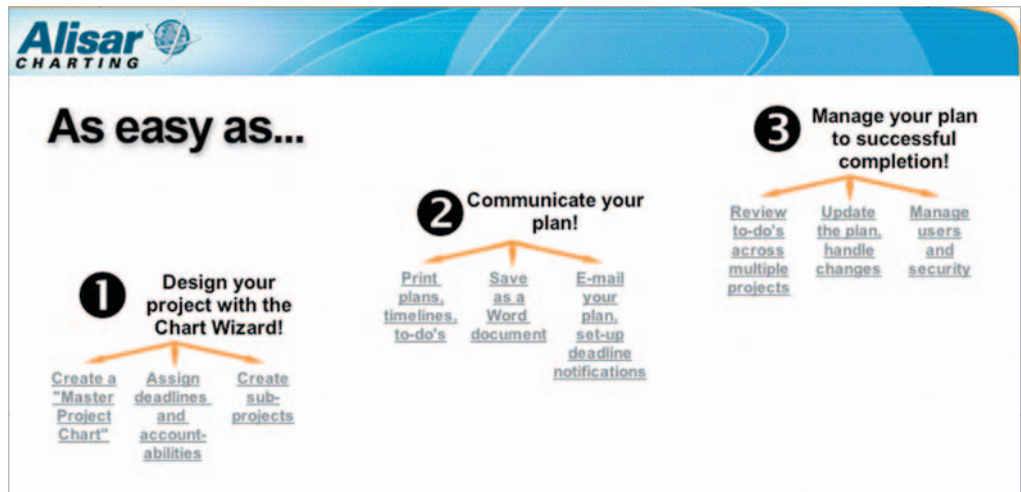 Alisar
CHARTING
As easy as...
1
Design your
project with the
Chart Wizard!
Create a
"Master
Project
Chart"
Assign
deadlines
and
account-
abilities
Create
sub-
projects
2
Communicate your
plan!
Print
plans,
timelines,
to-do's
Save
as a
Word
document
E-mail
your
plan,
set-up
deadline
notifications
3
Manage your plan
to successful
completion!
Review
to-do's
across
multiple
projects
Update
the plan,
handle
changes
Manage
users
and
security